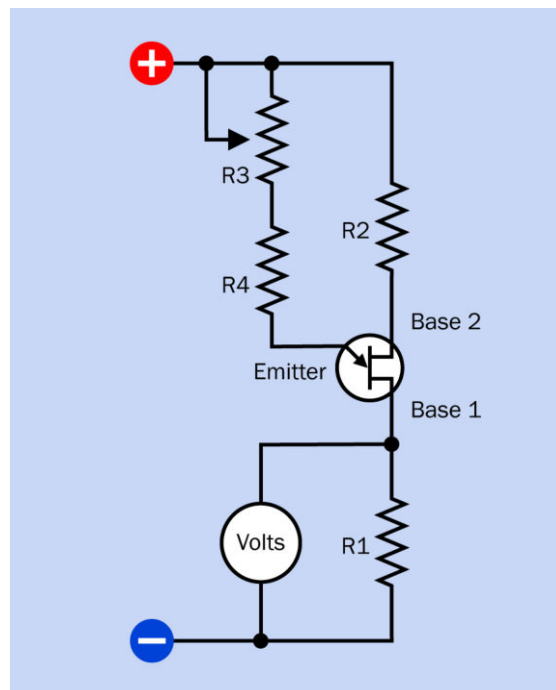 +
R3
R2
R4
Base 2
Emitter
Base 1
Volts
R1
−